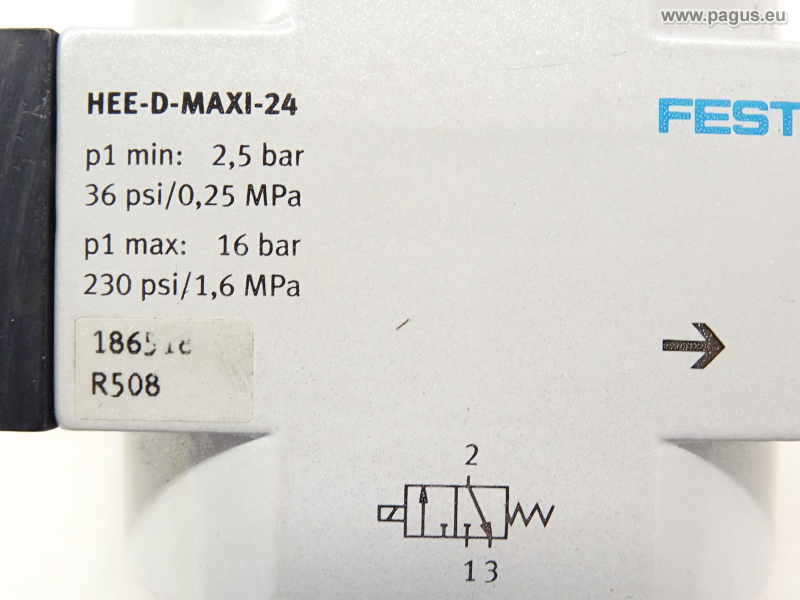 www.pagus.eu
HEE-D-MAXI-24
FEST
p1 min: 2,5 bar
36 psi/0,25 MPa
p1 max: 16 bar
230 psi/1,6 MPa
R508
2
1 3